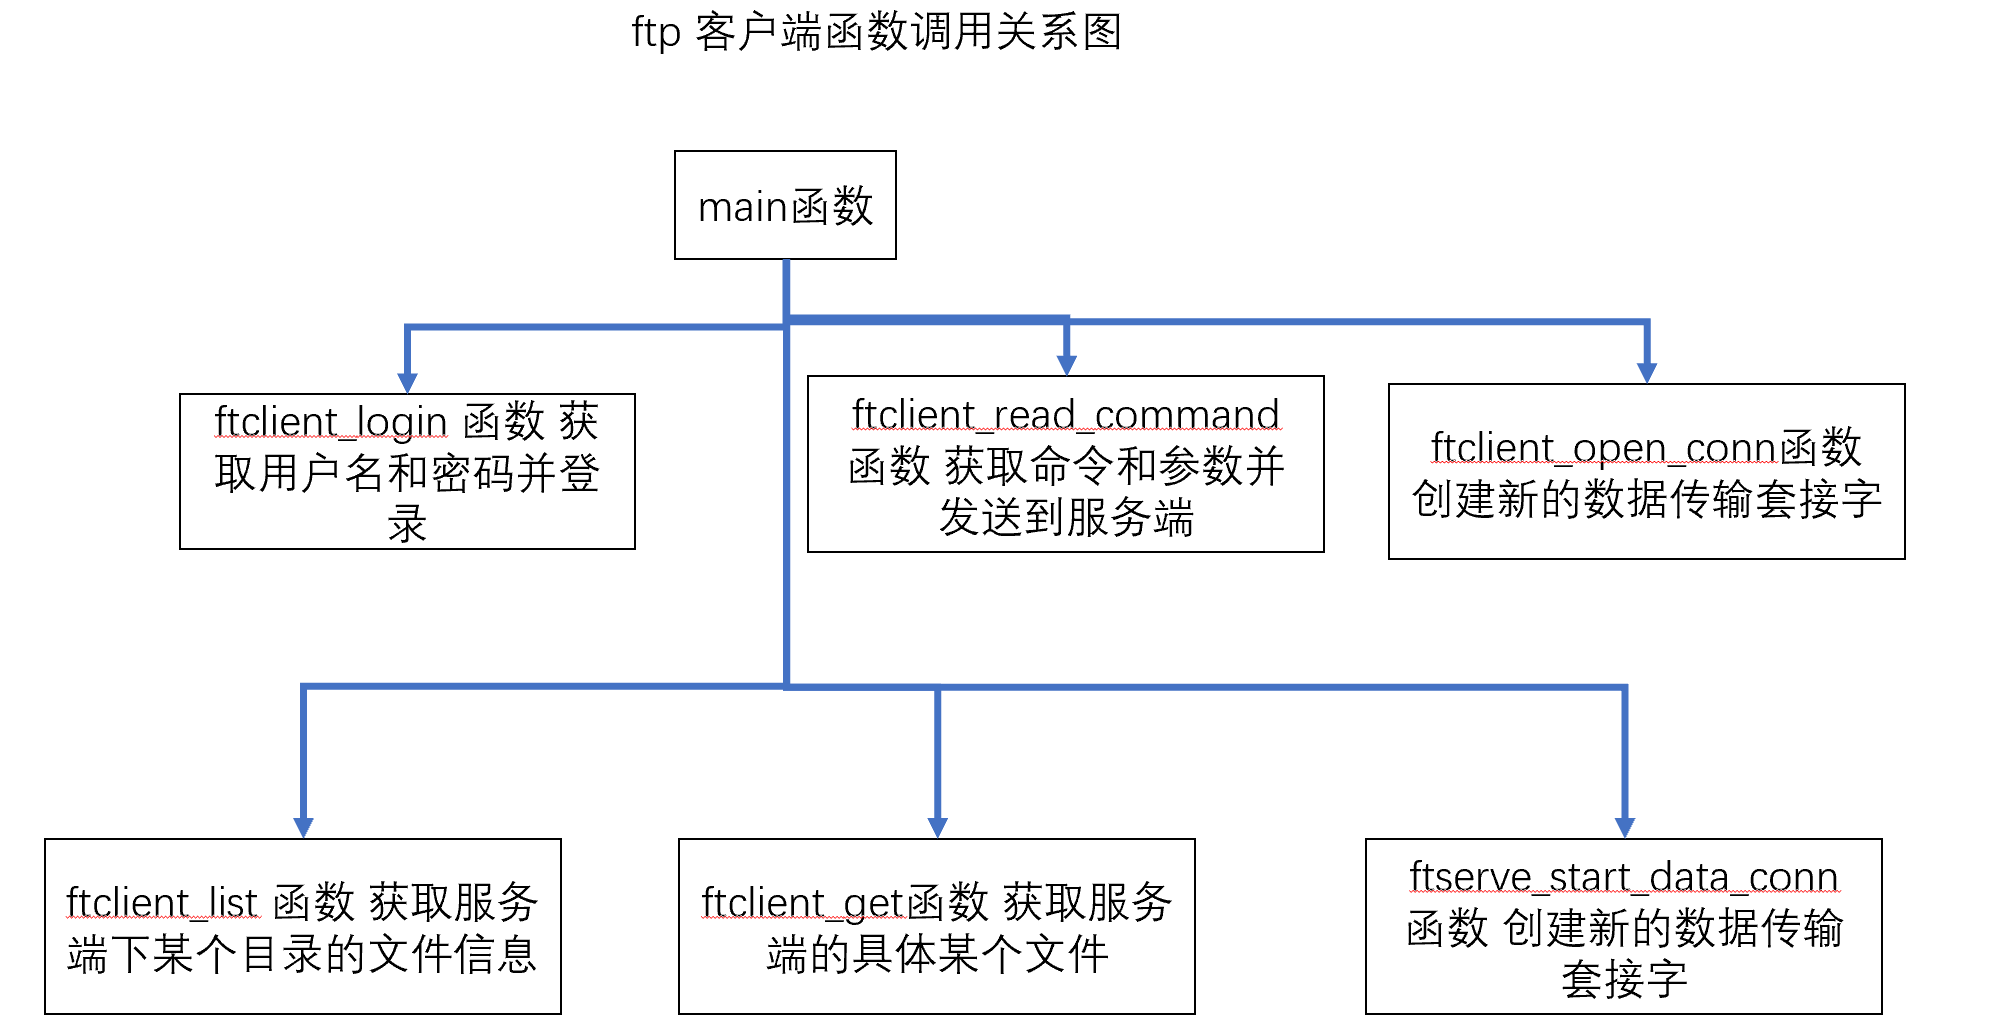 ftp 客户端函数调用关系图
main函数
ftclient_login 函数 获
取用户名和密码并登
录
ftclient_read_command
函数 获取命令和参数并
发送到服务端
ftclient_open_conn函数
创建新的数据传输套接字
ftclient_list 函数 获取服务
端下某个目录的文件信息
ftclient_get函数 获取服务
端的具体某个文件
ftserve_start_data_conn
函数 创建新的数据传输
套接字